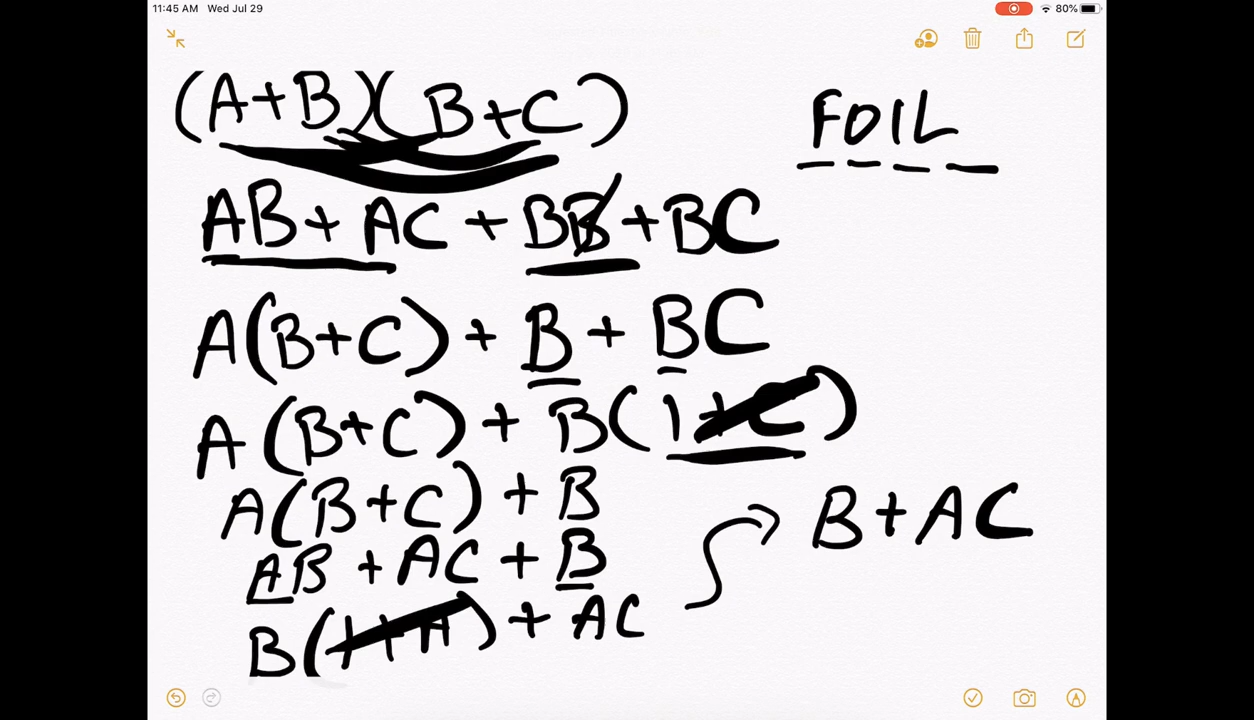 11:45 AM Wed Jul 29
80%
(A+B)(B+C)
FOIL
AB + AC + BB + BC
A(B+C) + B + BC
A(B+C) + B(1+C)
A(B+C) + B
B+AC
AB + AC + B
B(1+A) + AC